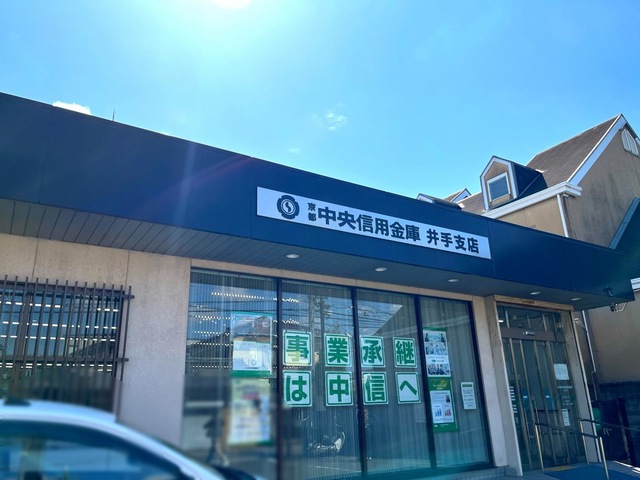 京都中央信用金庫 井手支店
事業承継
は中信へ